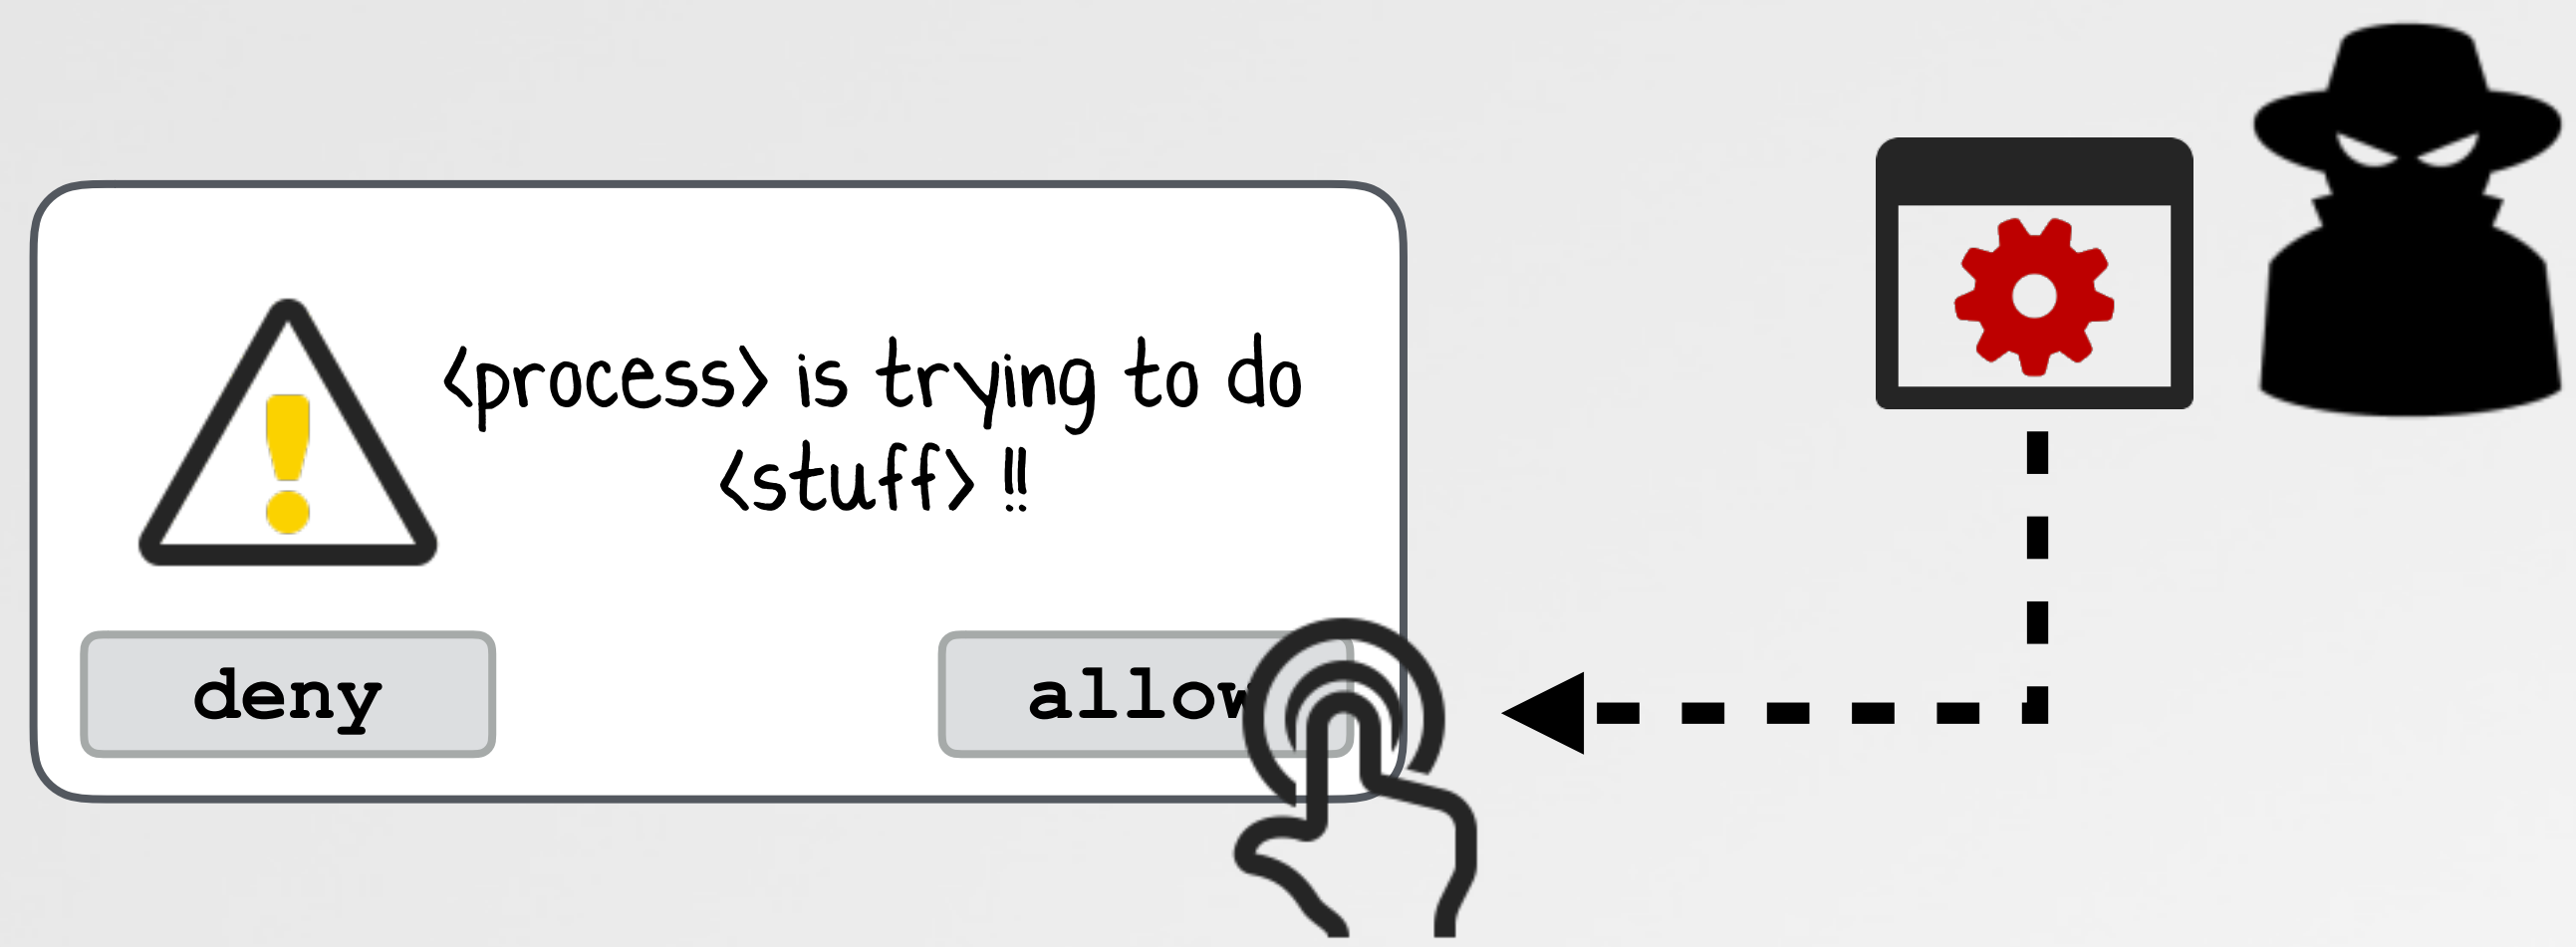 <process> is trying to do
<stuff> !!
deny
allow